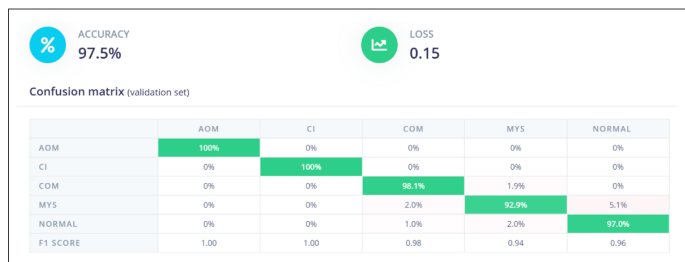 %
ACCURACY
97.5%
LOSS
0.15
Confusion matrix (validation set)
AOM CI COM MYS NORMAL
AOM 100% 0% 0% 0% 0%
CI 0% 100% 0% 0% 0%
COM 0% 0% 98.1% 1.9% 0%
MYS 0% 0% 2.0% 92.9% 5.1%
NORMAL 0% 0% 1.0% 2.0% 97.0%
F1 SCORE 1.00 1.00 0.98 0.94 0.96